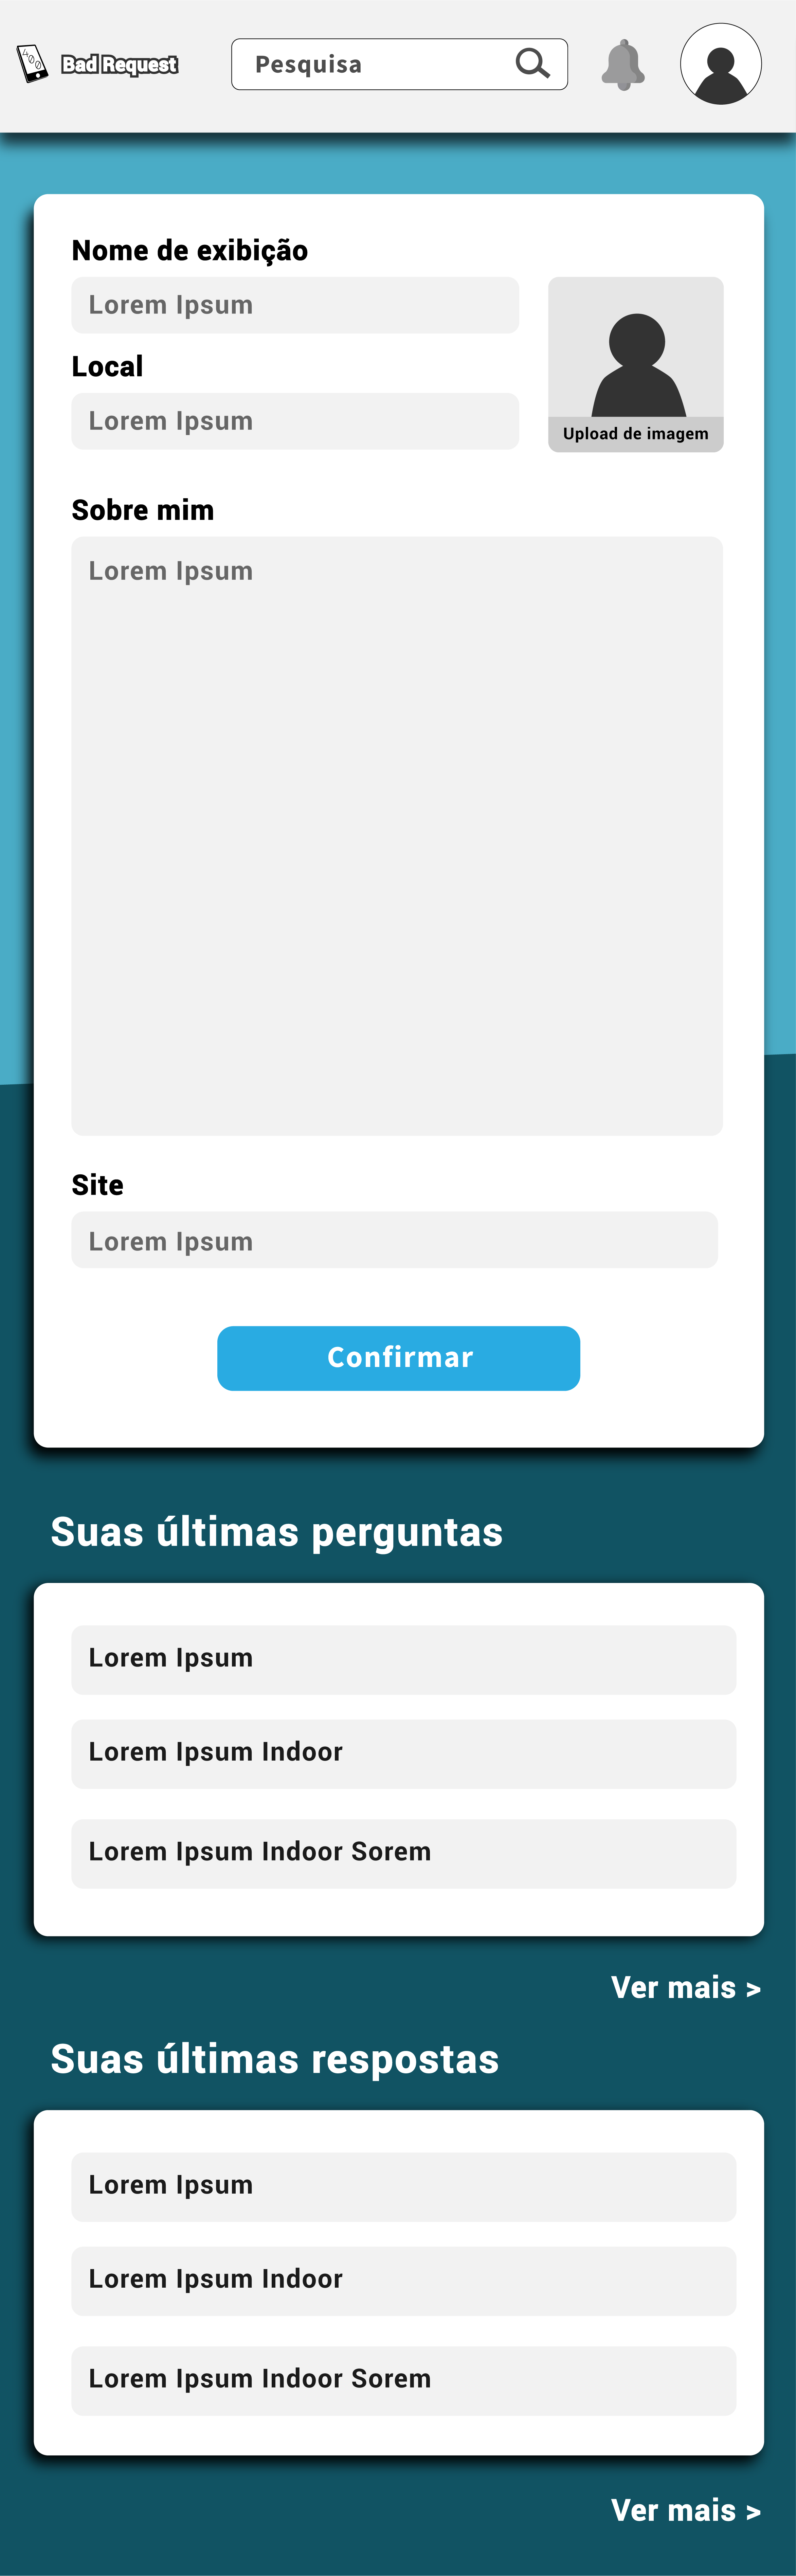 400
Bad Request
Pesquisa
Nome de exibição
Lorem Ipsum
Local
Lorem Ipsum
Upload de imagem
Sobre mim
Lorem Ipsum
Site
Lorem Ipsum
Confirmar
Suas últimas perguntas
Lorem Ipsum
Lorem Ipsum Indoor
Lorem Ipsum Indoor Sorem
Ver mais >
Suas últimas respostas
Lorem Ipsum
Lorem Ipsum Indoor
Lorem Ipsum Indoor Sorem
Ver mais >